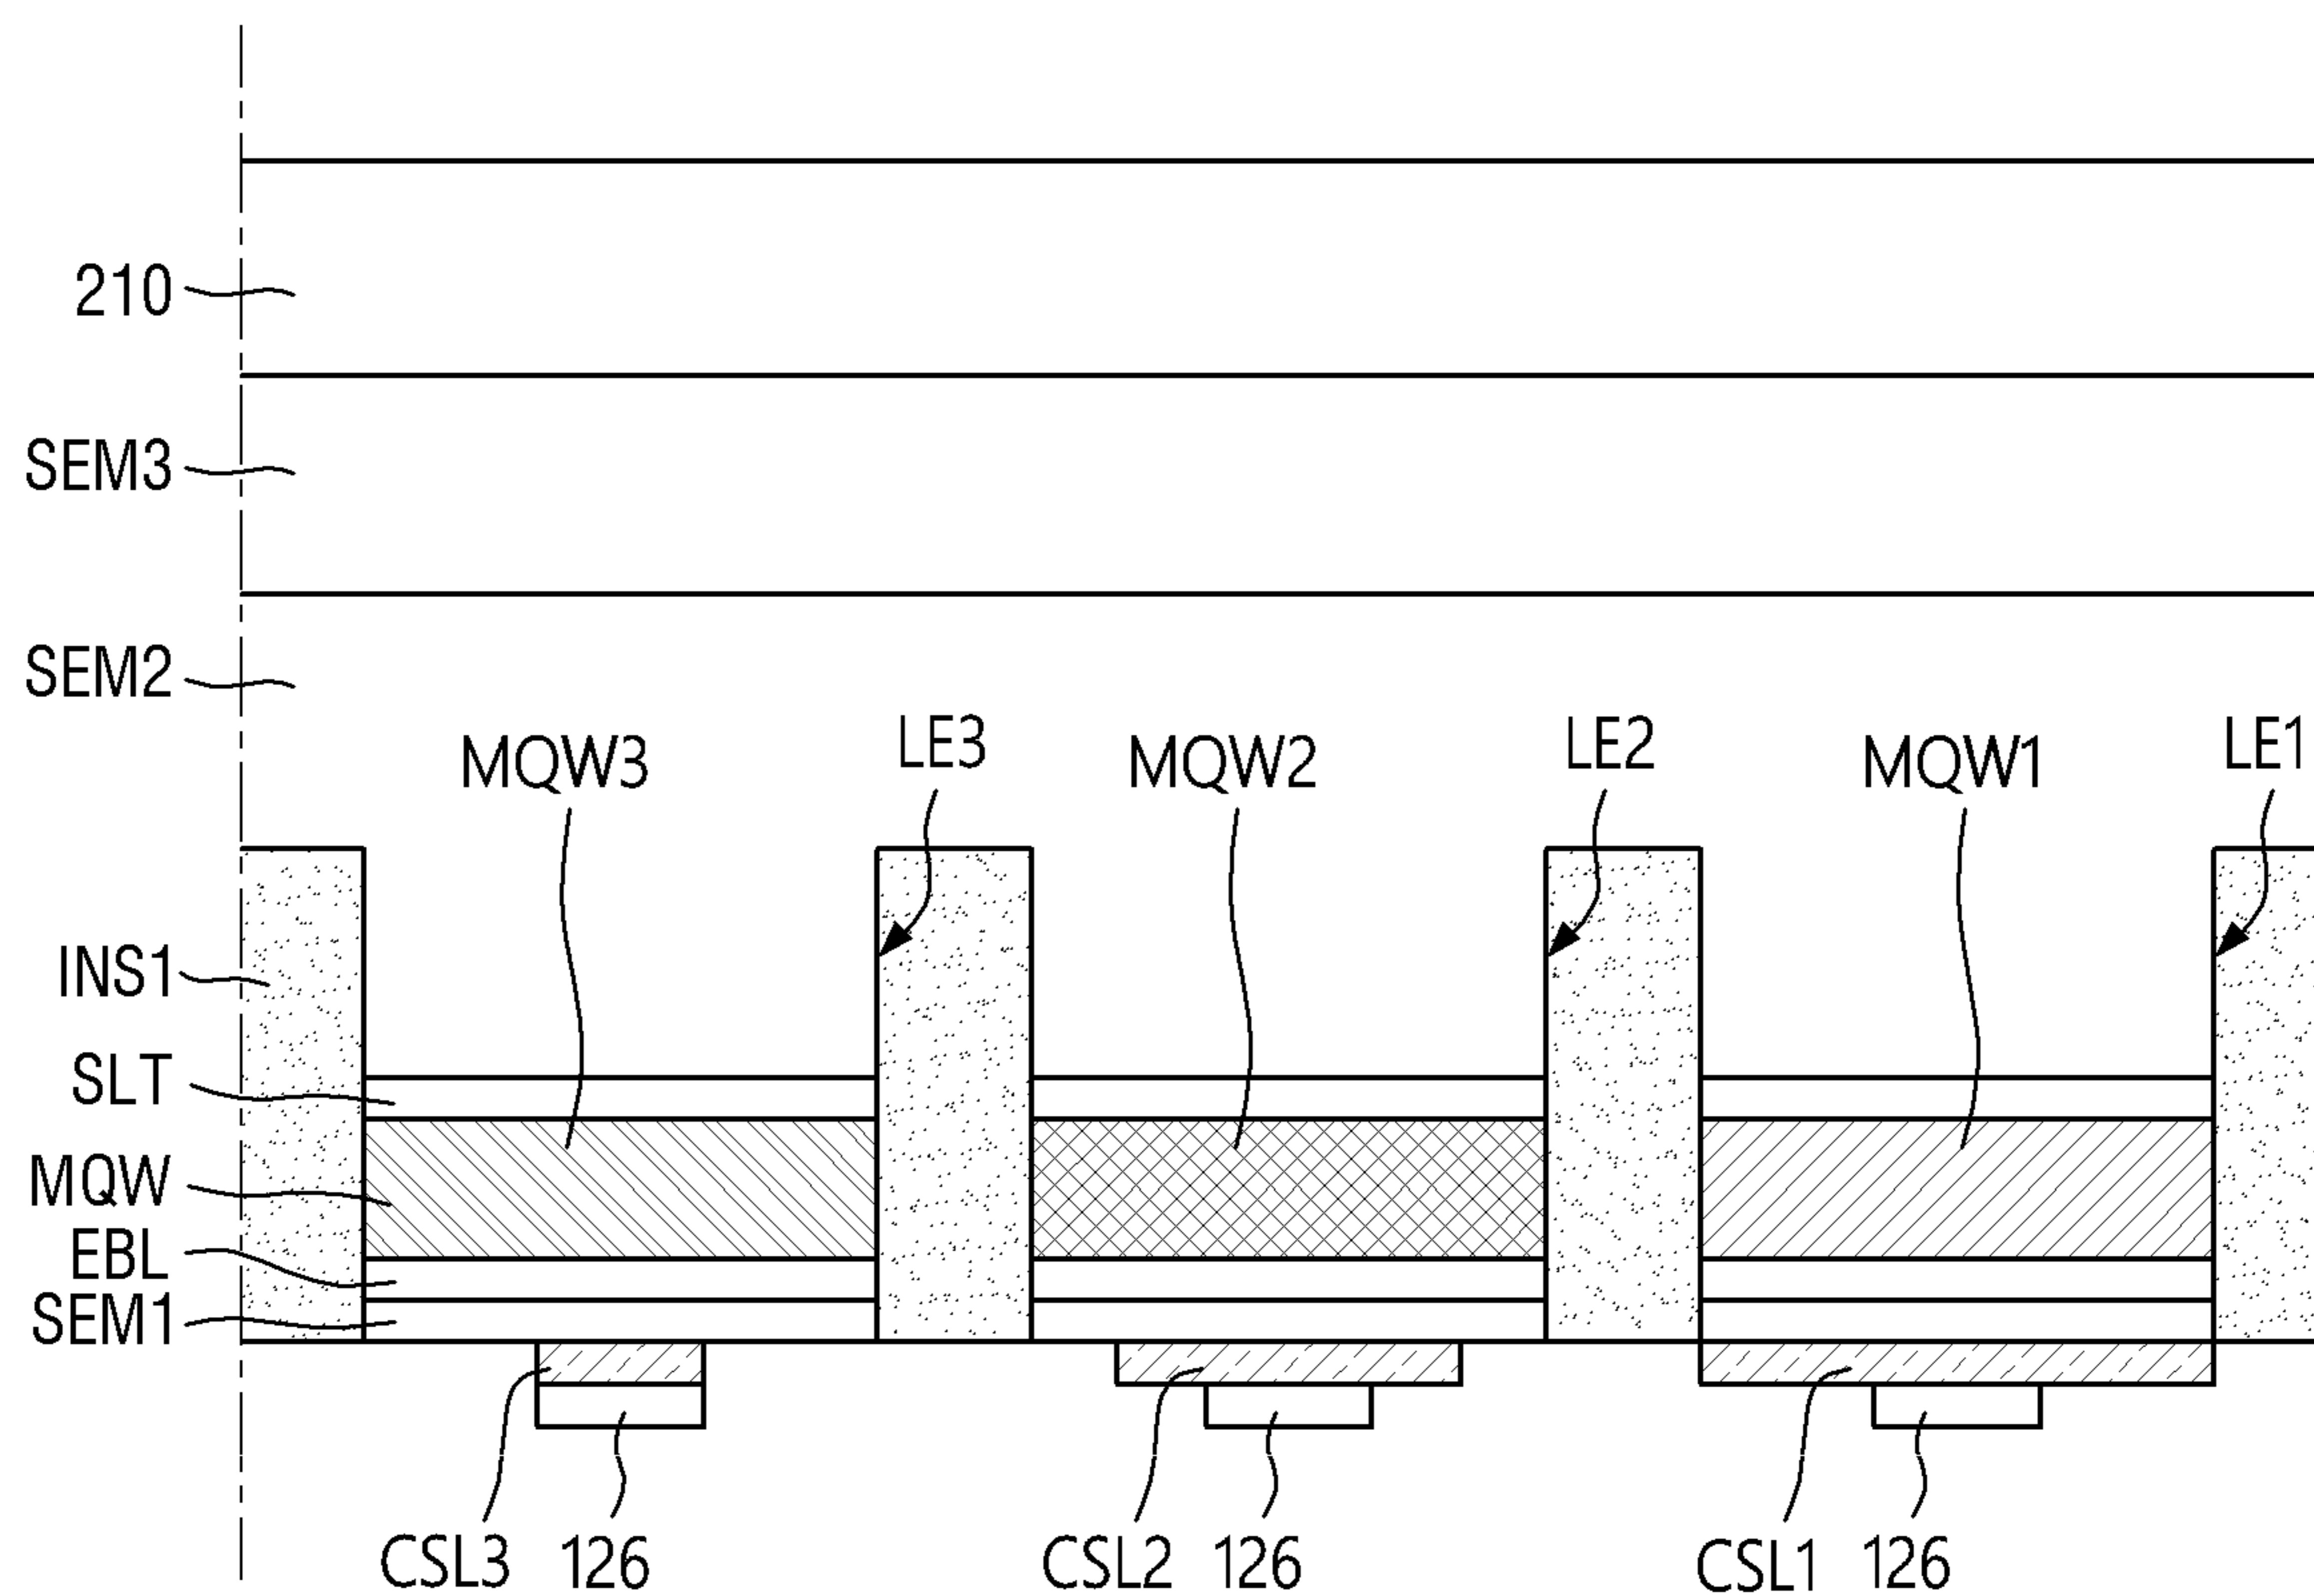 210
SEM3
SEM2
MQW3
LE3
MQW2
LE2
MQW1
LE1
INS1
SLT
MQW
EBL
SEM1
CSL3
126
CSL2
126
CSL1
126